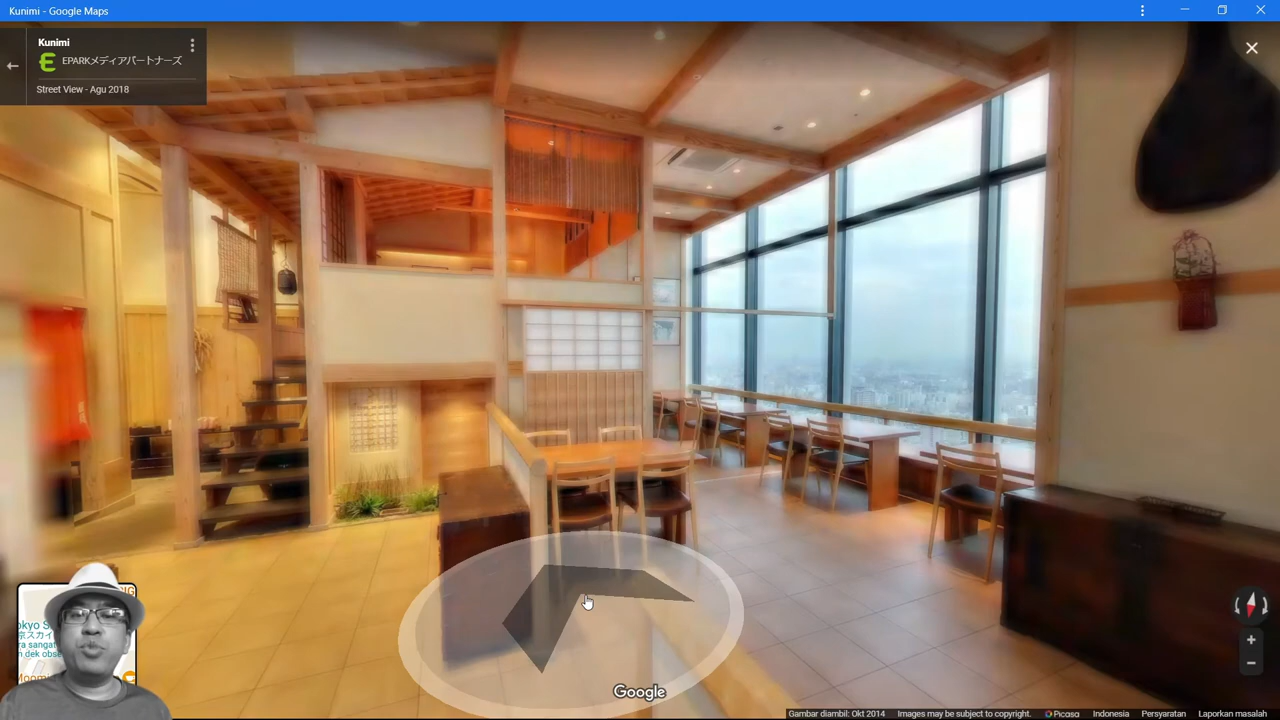 Kunimi - Google Maps
Kunimi
EPARKメディアパートナーズ
Street View - Agu 2018
Google
Gambar diambil: Okt 2014
Images may be subject to copyright.
Picasa
Indonesia
Persyaratan
Laporkan masalah